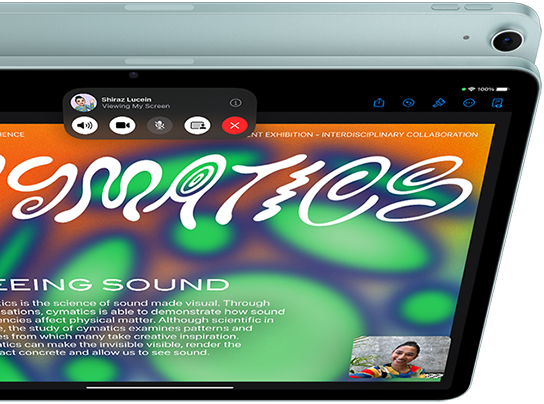 100%
Shiraz Lucein
Viewing My Screen
IENCE
NT EXHIBITION – INTERDISCIPLINARY COLLABORATION
YMATICS
EEING SOUND
tics is the science of sound made visual. Through
sations, cymatics is able to demonstrate how sound
encies affect physical matter. Although scientific in
e, the study of cymatics examines patterns and
es from which many take creative inspiration.
atics can make the invisible visible, render the
act concrete and allow us to see sound.